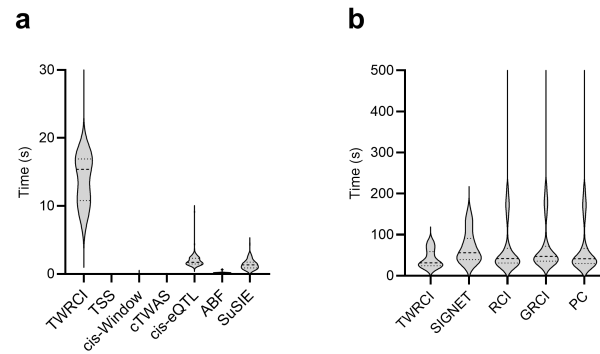 a
Time (s)
30
20
10
0
TWRCI
TSS
cis-Window
cTWAS
cis-eQTL
ABF
SuSIE
b
Time (s)
500
400
300
200
100
0
TWRCI
SIGNET
RCI
GRCI
PC